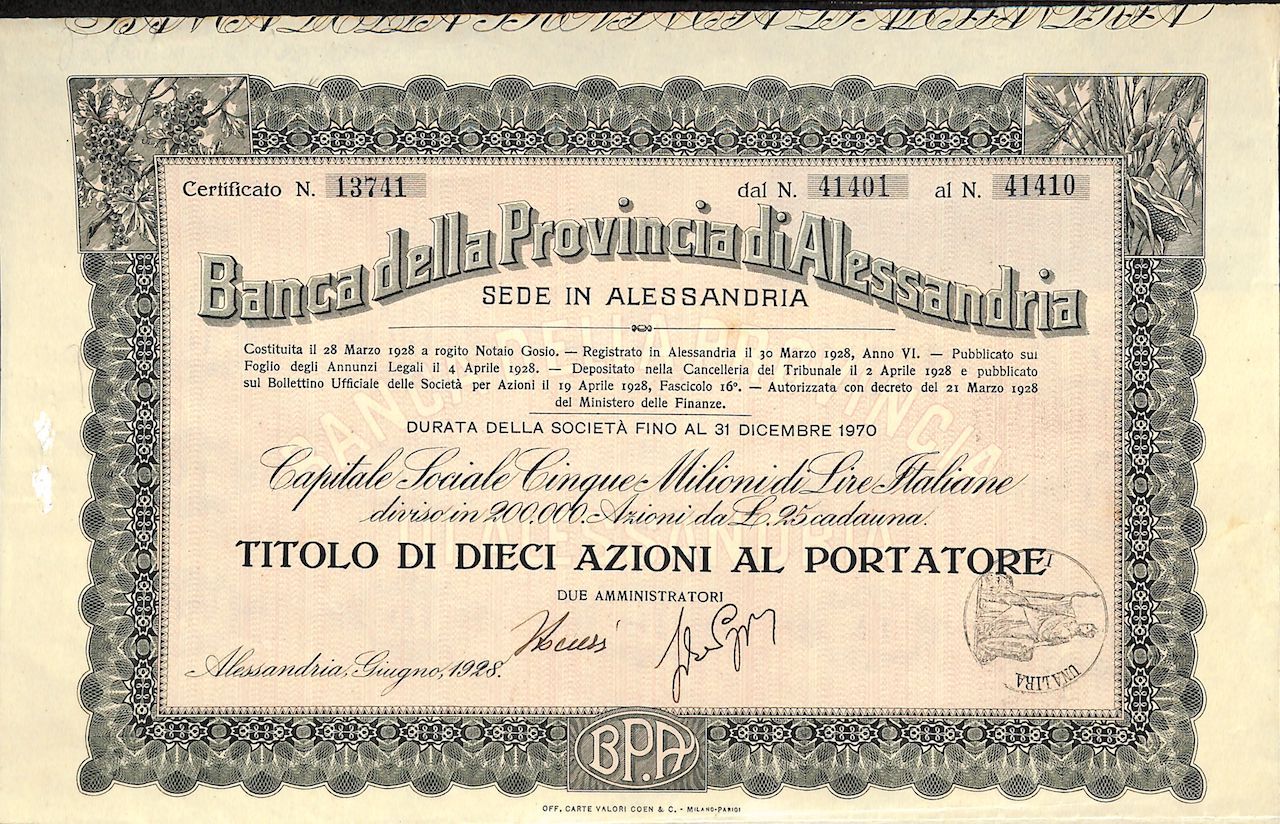 Certificato N. 13741 dal N. 41401 al N. 41410
Banca della Provincia di Alessandria
SEDE IN ALESSANDRIA
Costituita il 28 Marzo 1928 a rogito Notaio Gosio. — Registrato in Alessandria il 30 Marzo 1928, Anno VI. — Pubblicato sul
Foglio degli Annunzi Legali il 4 Aprile 1928. — Depositato nella Cancelleria del Tribunale il 2 Aprile 1928 e pubblicato
sul Bollettino Ufficiale delle Società per Azioni il 19 Aprile 1928, Fascicolo 16º. — Autorizzata con decreto del 21 Marzo 1928
del Ministero delle Finanze.
DURATA DELLA SOCIETÀ FINO AL 31 DICEMBRE 1970
Capitale Sociale Cinque Milioni di Lire Italiane
diviso in 200.000 Azioni da L. 25 cadauna.
TITOLO DI DIECI AZIONI AL PORTATORE
DUE AMMINISTRATORI
Alessandria, Giugno, 1928.
UNA LIRA
B.P.A
OFF. CARTE VALORI COEN & C. - MILANO-PARIGI